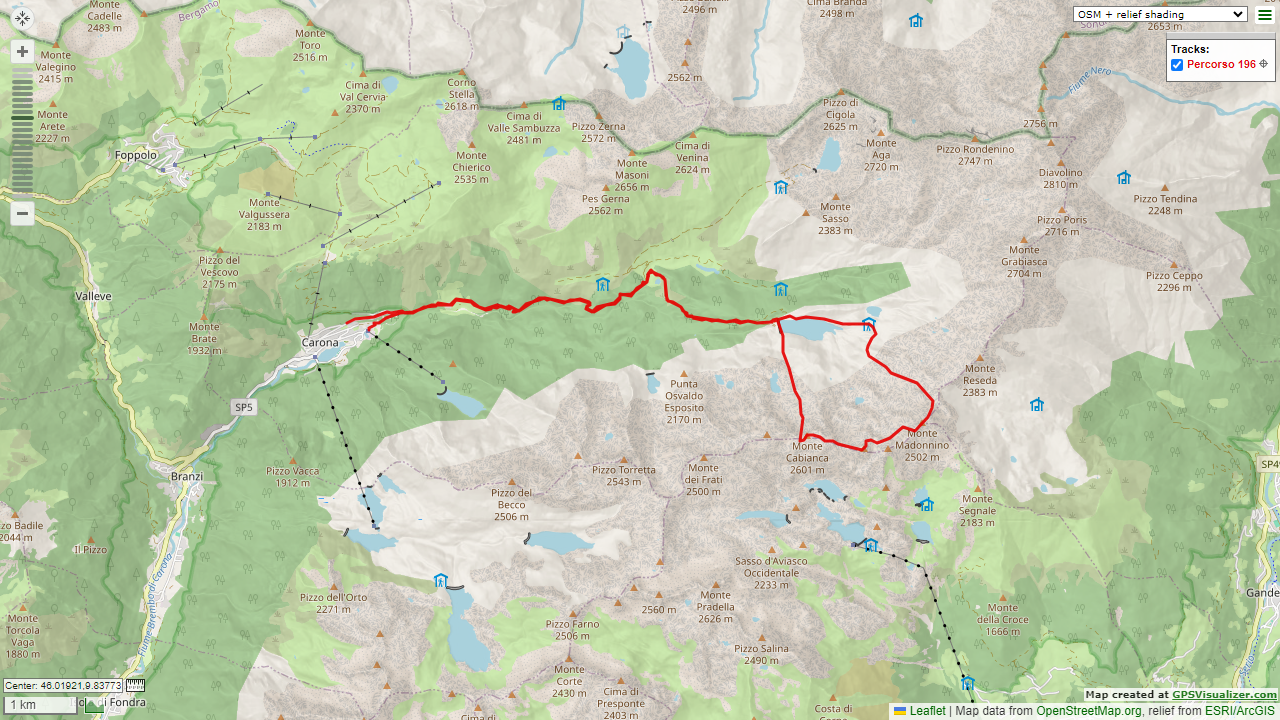 Monte
Cadelle
2483 m
Bergamo
Monte
Toro
2516 m
Monte
Valegino
2415 m
Cima di
Val Cervia
2370 m
Corno
Stella
2618 m
Monte
Arete
2227 m
Foppolo
Cima di
Valle Sambuzza
2481 m
Pizzo Zerna
2572 m
2496 m
Cima Brandà
2498 m
2562 m
OSM + relief shading
2653 m
Tracks:
Percorso 196
Fiume Nero
Pizzo di
Cigola
2625 m
2756 m
Monte
Aga
2720 m
Pizzo Rondenino
2747 m
Diavolino
2810 m
Pizzo Tendina
2248 m
Cima di
Venina
2624 m
Monte
Chierico
2535 m
Monte
Masoni
2656 m
Pes Gerna
2562 m
Monte
Valgussera
2183 m
Monte
Sasso
2383 m
Pizzo Poris
2716 m
Monte
Grabiasca
2704 m
Pizzo Ceppo
2296 m
Pizzo del
Vescovo
2175 m
Valleve
Monte
Brate
1932 m
Carona
Monte
Reseda
2383 m
Punta
Osvaldo
Esposito
2170 m
SP5
Monte
Cabianca
2601 m
Monte
Madonnino
2502 m
Branzi
Pizzo Vacca
1912 m
Pizzo Torretta
2543 m
Monte
dei Frati
2500 m
Pizzo del
Becco
2506 m
Monte
Segnale
2183 m
SP4
zo Badile
2044 m
Il Pizzo
Fiume Brembo di Carona
Sasso d'Aviasco
Occidentale
2233 m
Pizzo dell'Orto
2271 m
2560 m
Monte
Pradella
2626 m
Monte
della Croce
1666 m
Gande
Monte
Torcola
Vaga
1880 m
Pizzo Farno
2506 m
Pizzo Salina
2490 m
Monte
Corte
2430 m
Cima di
Presponte
2403 m
Costa di
Cima di
Center: 46.01921,9.83773
1 km
Fondra
Map created at GPSVisualizer.com
Leaflet | Map data from OpenStreetMap.org, relief from ESRI/ArcGIS